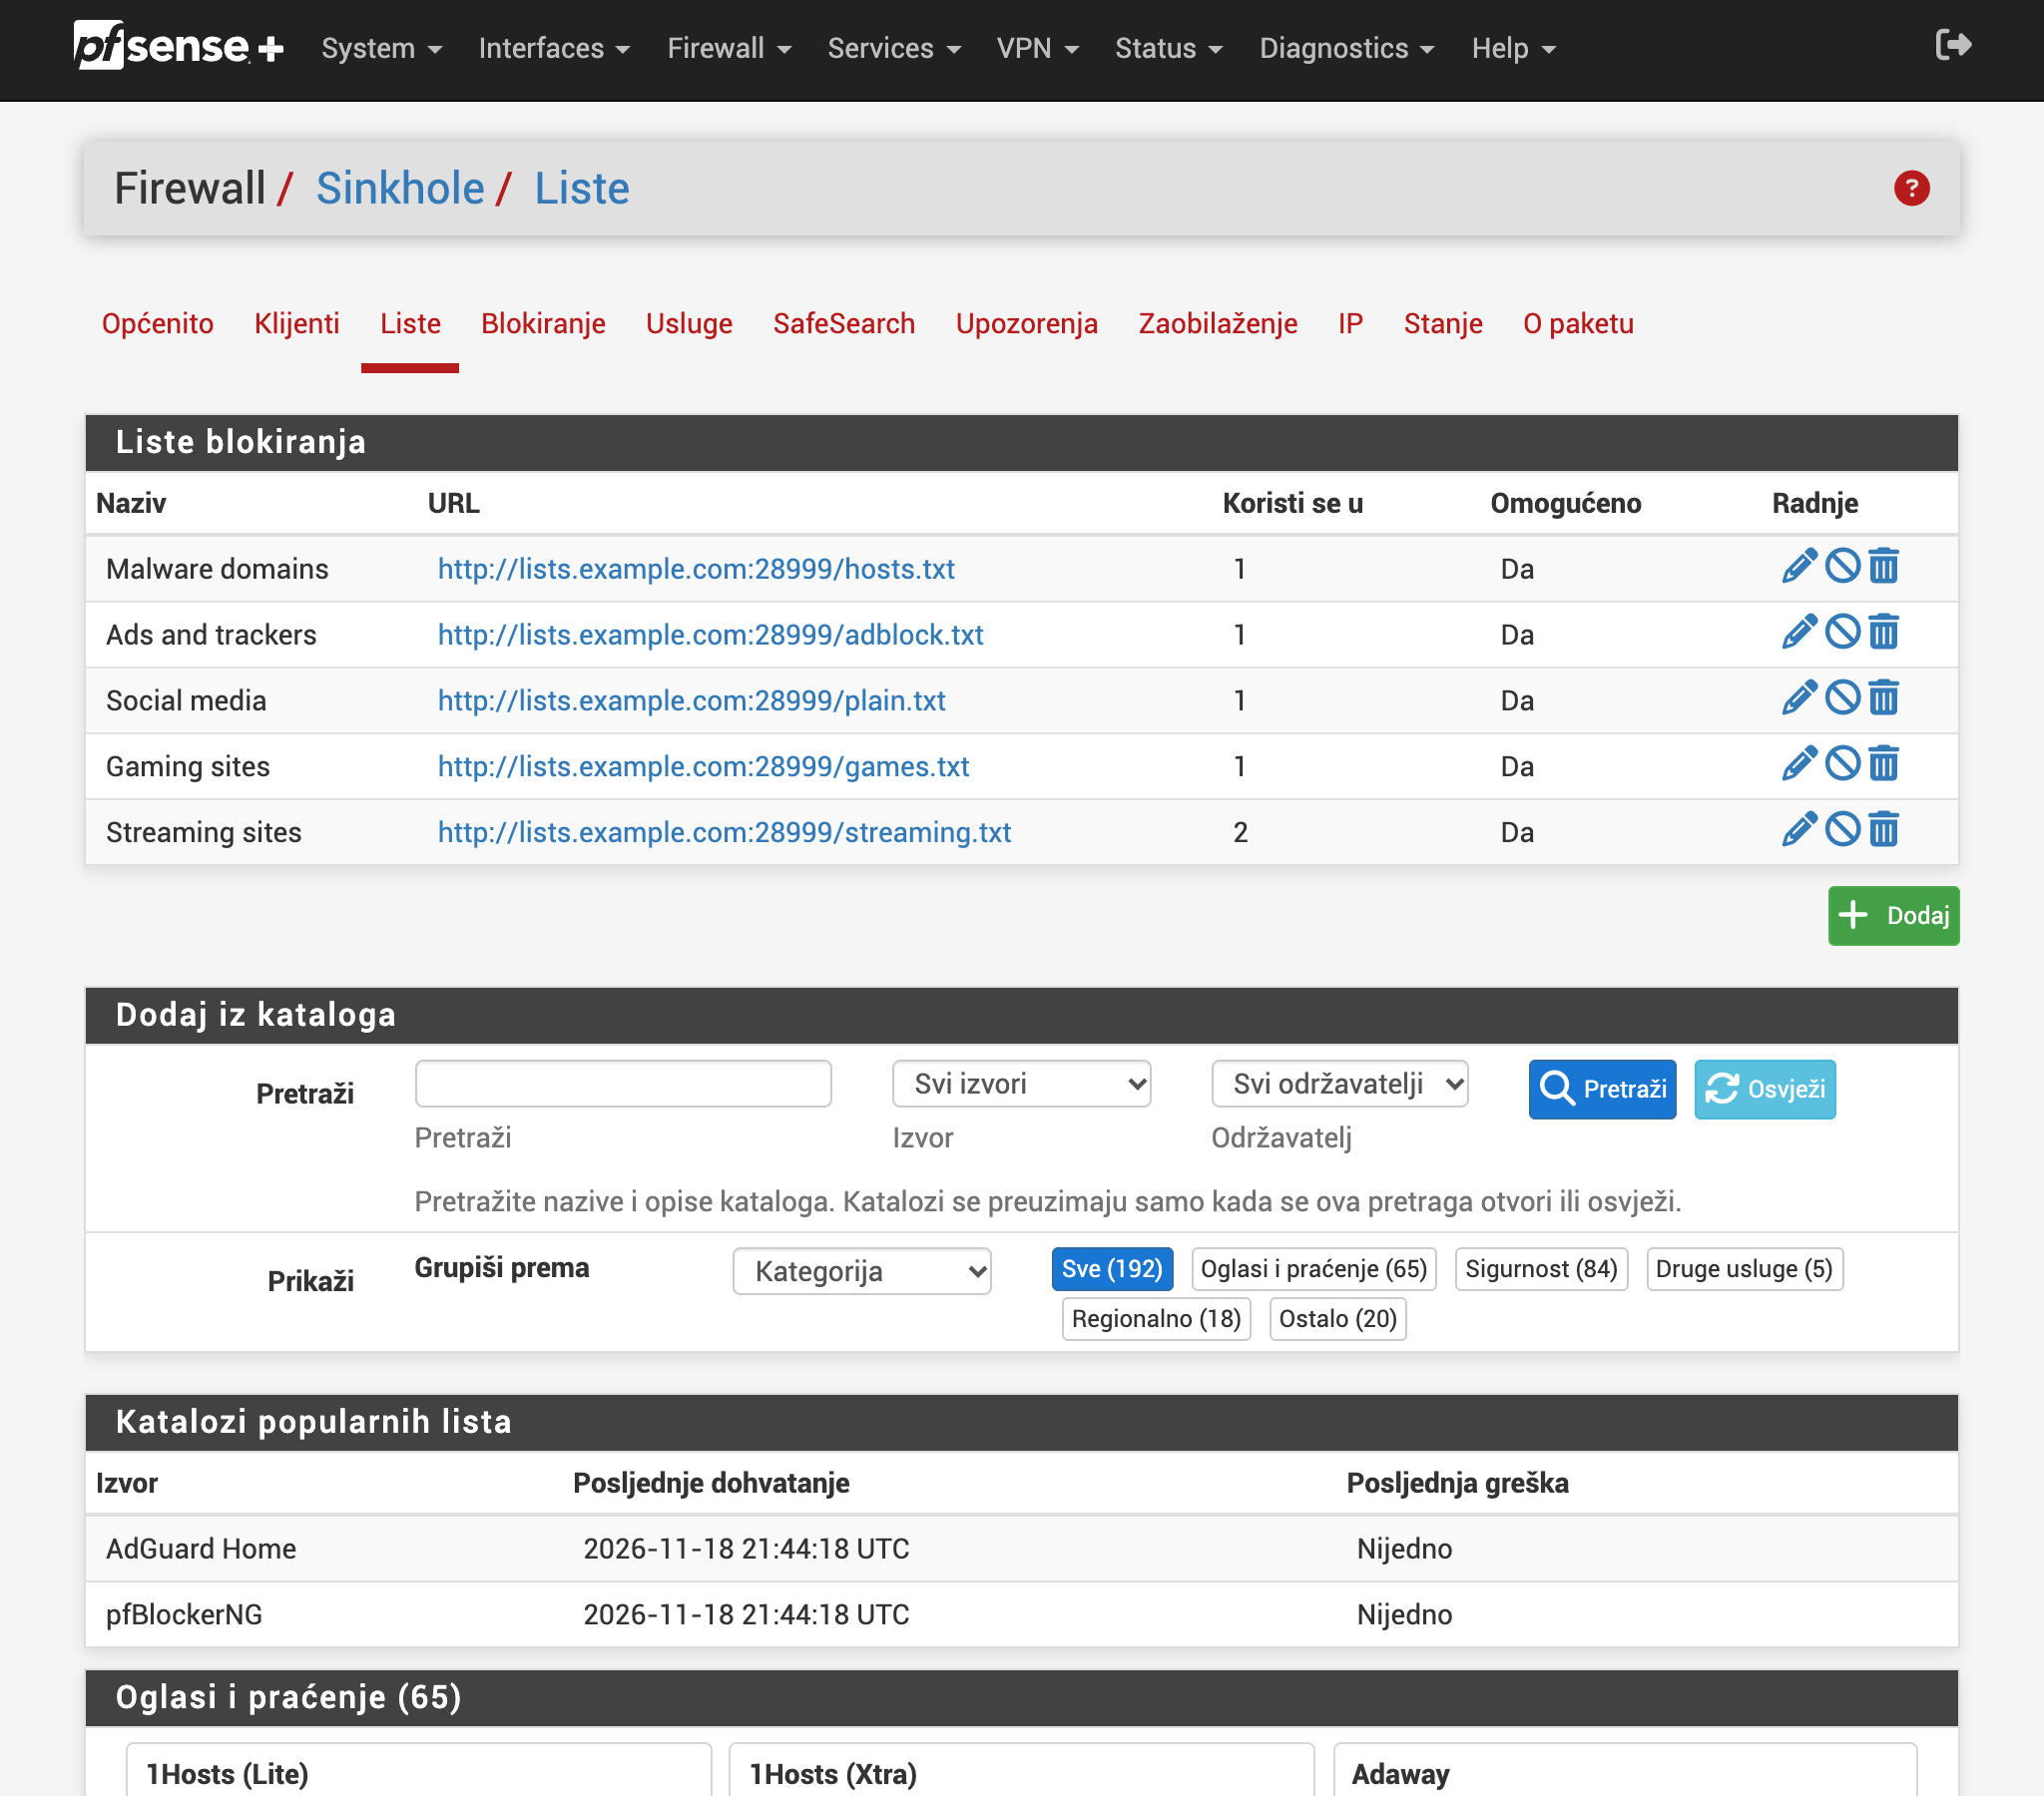 pfsense+ System Interfaces Firewall Services VPN Status Diagnostics Help
Firewall / Sinkhole / Liste
Općenito Klijenti Liste Blokiranje Usluge SafeSearch Upozorenja Zaobilaženje IP Stanje O paketu
Liste blokiranja
Naziv URL Koristi se u Omogućeno Radnje
Malware domains http://lists.example.com:28999/hosts.txt 1 Da
Ads and trackers http://lists.example.com:28999/adblock.txt 1 Da
Social media http://lists.example.com:28999/plain.txt 1 Da
Gaming sites http://lists.example.com:28999/games.txt 1 Da
Streaming sites http://lists.example.com:28999/streaming.txt 2 Da
Dodaj
Dodaj iz kataloga
Pretraži Svi izvori Svi održavatelji Pretraži Osvježi
Pretraži Izvor Održavatelj
Pretražite nazive i opise kataloga. Katalozi se preuzimaju samo kada se ova pretraga otvori ili osvježi.
Prikaži Grupiši prema Kategorija Sve (192) Oglasi i praćenje (65) Sigurnost (84) Druge usluge (5)
Regionalno (18) Ostalo (20)
Katalozi popularnih lista
Izvor Posljednje dohvatanje Posljednja greška
AdGuard Home 2026-11-18 21:44:18 UTC Nijedno
pfBlockerNG 2026-11-18 21:44:18 UTC Nijedno
Oglasi i praćenje (65)
1Hosts (Lite) 1Hosts (Xtra) Adaway